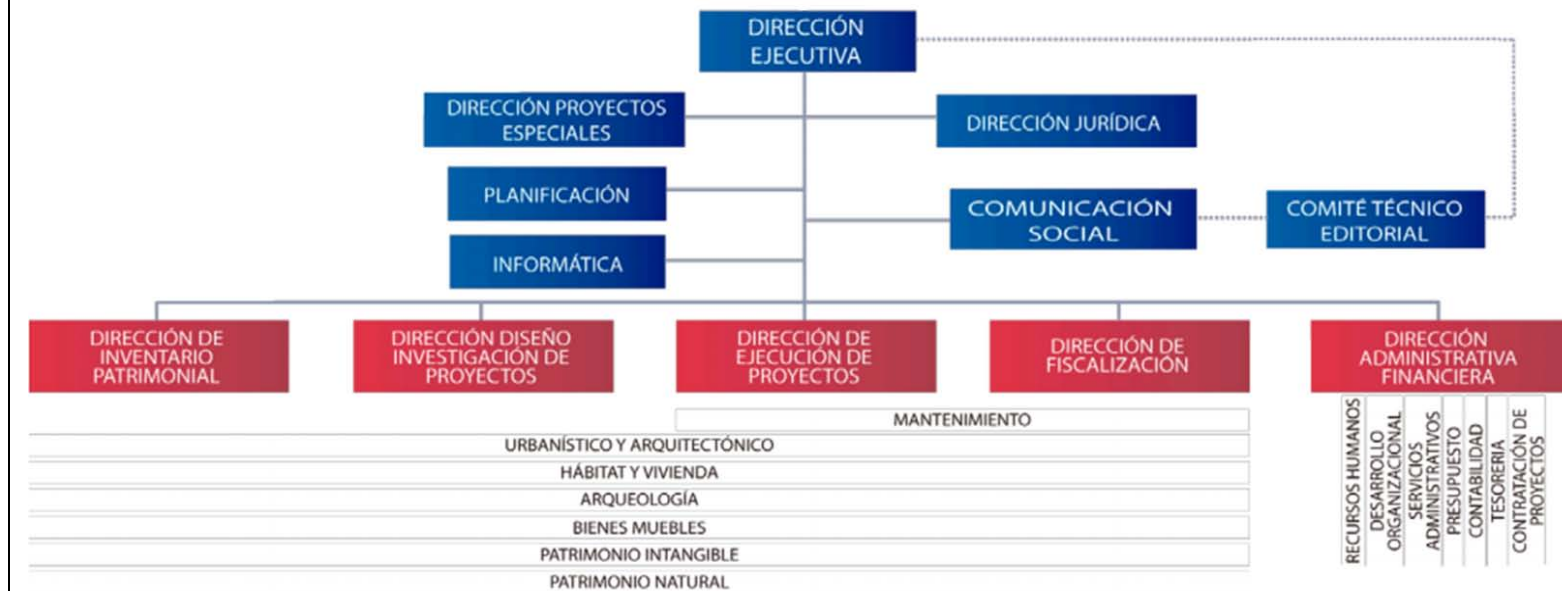 DIRECCIÓN
EJECUTIVA
DIRECCIÓN PROYECTOS
ESPECIALES
DIRECCIÓN JURÍDICA
PLANIFICACIÓN
COMUNICACIÓN
SOCIAL
COMITÉ TÉCNICO
EDITORIAL
INFORMÁTICA
DIRECCIÓN DE
INVENTARIO
PATRIMONIAL
DIRECCIÓN DISEÑO
INVESTIGACIÓN DE
PROYECTOS
DIRECCIÓN DE
EJECUCIÓN DE
PROYECTOS
DIRECCIÓN DE
FISCALIZACIÓN
DIRECCIÓN
ADMINISTRATIVA
FINANCIERA
MANTENIMIENTO
URBANÍSTICO Y ARQUITECTÓNICO
HÁBITAT Y VIVIENDA
ARQUEOLOGÍA
BIENES MUEBLES
PATRIMONIO INTANGIBLE
PATRIMONIO NATURAL
RECURSOS HUMANOS
DESARROLLO
ORGANIZACIONAL
SERVICIOS
ADMINISTRATIVOS
PRESUPUESTO
CONTABILIDAD
TESORERIA
CONTRATACIÓN DE
PROYECTOS